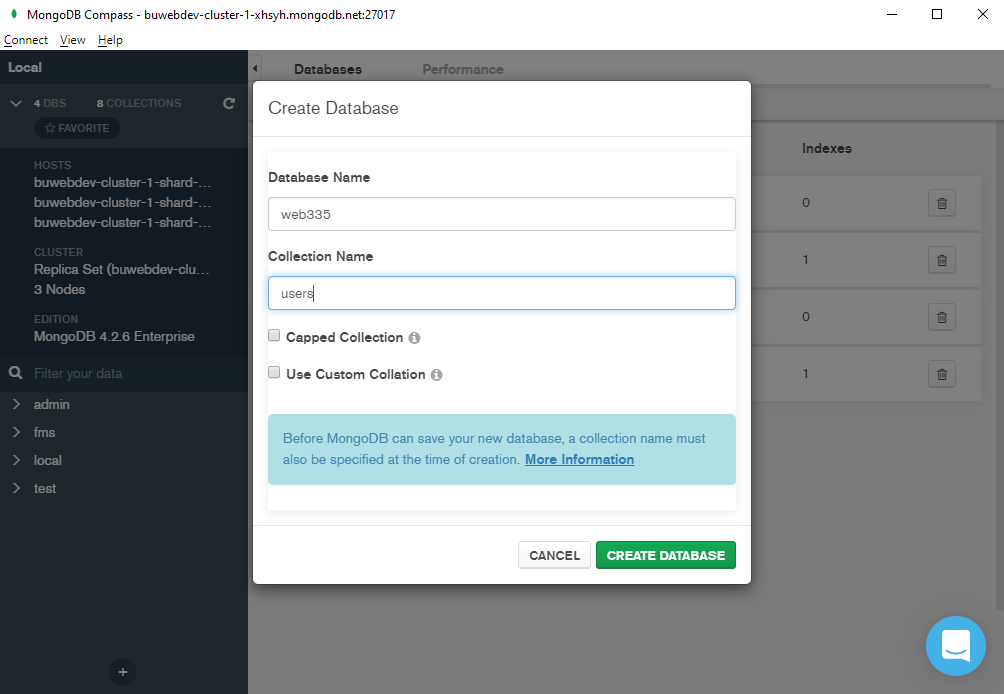 MongoDB Compass - buwebdev-cluster-1-xhsyh.mongodb.net:27017
Connect View Help
Local
4 DBS 8 COLLECTIONS
FAVORITE
HOSTS
buwebdev-cluster-1-shard-...
buwebdev-cluster-1-shard-...
buwebdev-cluster-1-shard-...
CLUSTER
Replica Set (buwebdev-clu...
3 Nodes
EDITION
MongoDB 4.2.6 Enterprise
Filter your data
admin
fms
local
test
Databases Performance
Indexes
0
1
0
1
Create Database
Database Name
web335
Collection Name
users
Capped Collection
Use Custom Collation
Before MongoDB can save your new database, a collection name must
also be specified at the time of creation. More Information
CANCEL CREATE DATABASE